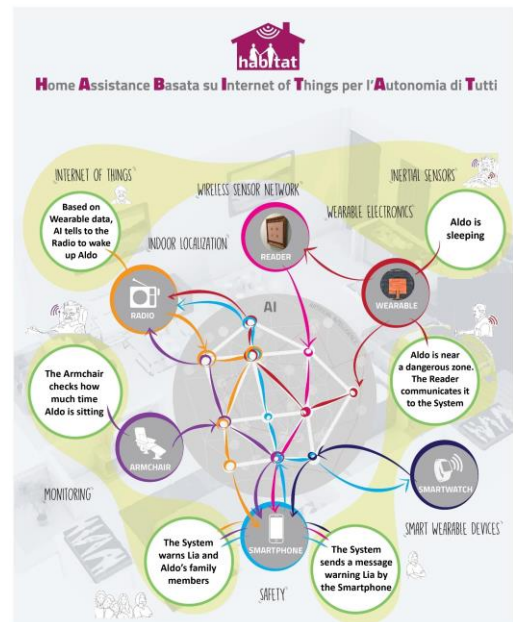 habitat
Home Assistance Basata su Internet of Things per l'Autonomia di Tutti
INTERNET OF THINGS
INERTIAL SENSORS
WIRELESS SENSOR NETWORK
Based on
Wearable data,
AI tells to the
Radio to wake
up Aldo
WEARABLE ELECTRONICS
Aldo is
sleeping
INDOOR LOCALIZATION
READER
RADIO
AI
WEARABLE
The Armchair
checks how
much time
Aldo is sitting
Aldo is near
a dangerous zone.
The Reader
communicates it
to the System
ARMCHAIR
SMARTWATCH
MONITORING
SMART WEARABLE DEVICES
The System
warns Lia and
Aldo's family
members
SMARTPHONE
The System
sends a message
warning Lia by
the Smartphone
SAFETY